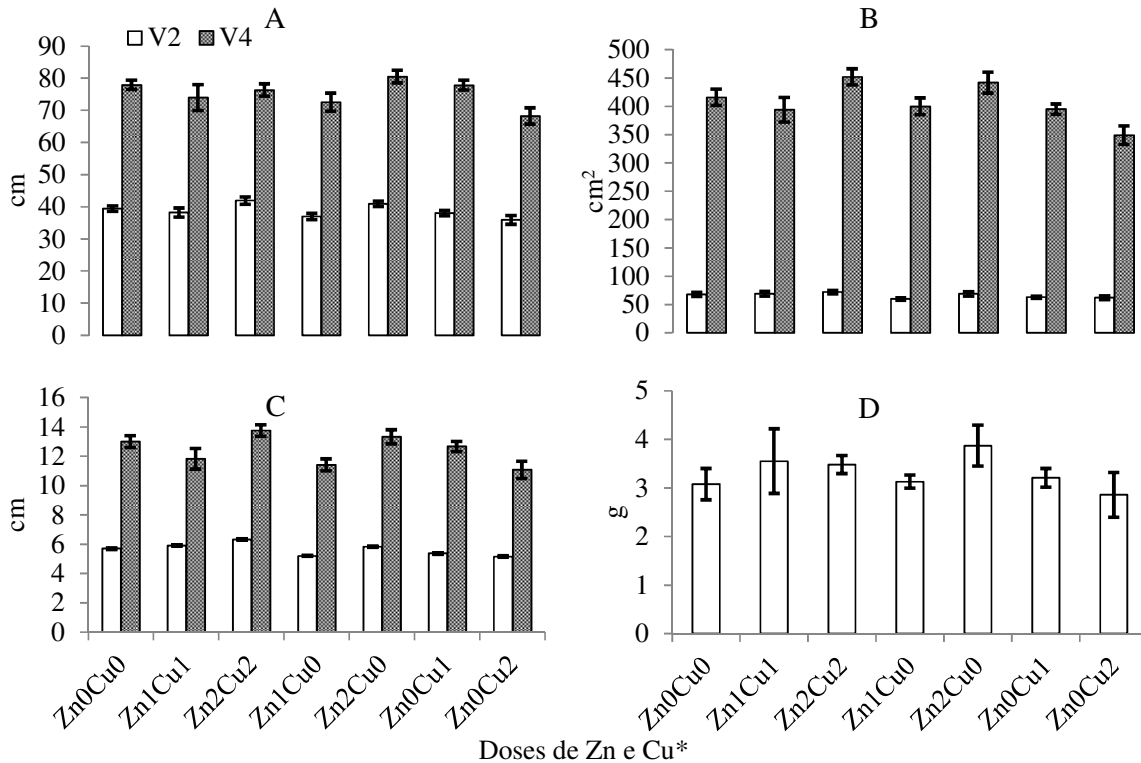 A
V2 V4
90
80
70
60
50
40
30
20
10
0
cm
B
500
450
400
350
300
250
200
150
100
50
0
cm²
C
16
14
12
10
8
6
4
2
0
cm
Zn0Cu0
Zn1Cu1
Zn2Cu2
Zn1Cu0
Zn2Cu0
Zn0Cu1
Zn0Cu2
D
5
4
3
2
1
0
g
Zn0Cu0
Zn1Cu1
Zn2Cu2
Zn1Cu0
Zn2Cu0
Zn0Cu1
Zn0Cu2
Doses de Zn e Cu*